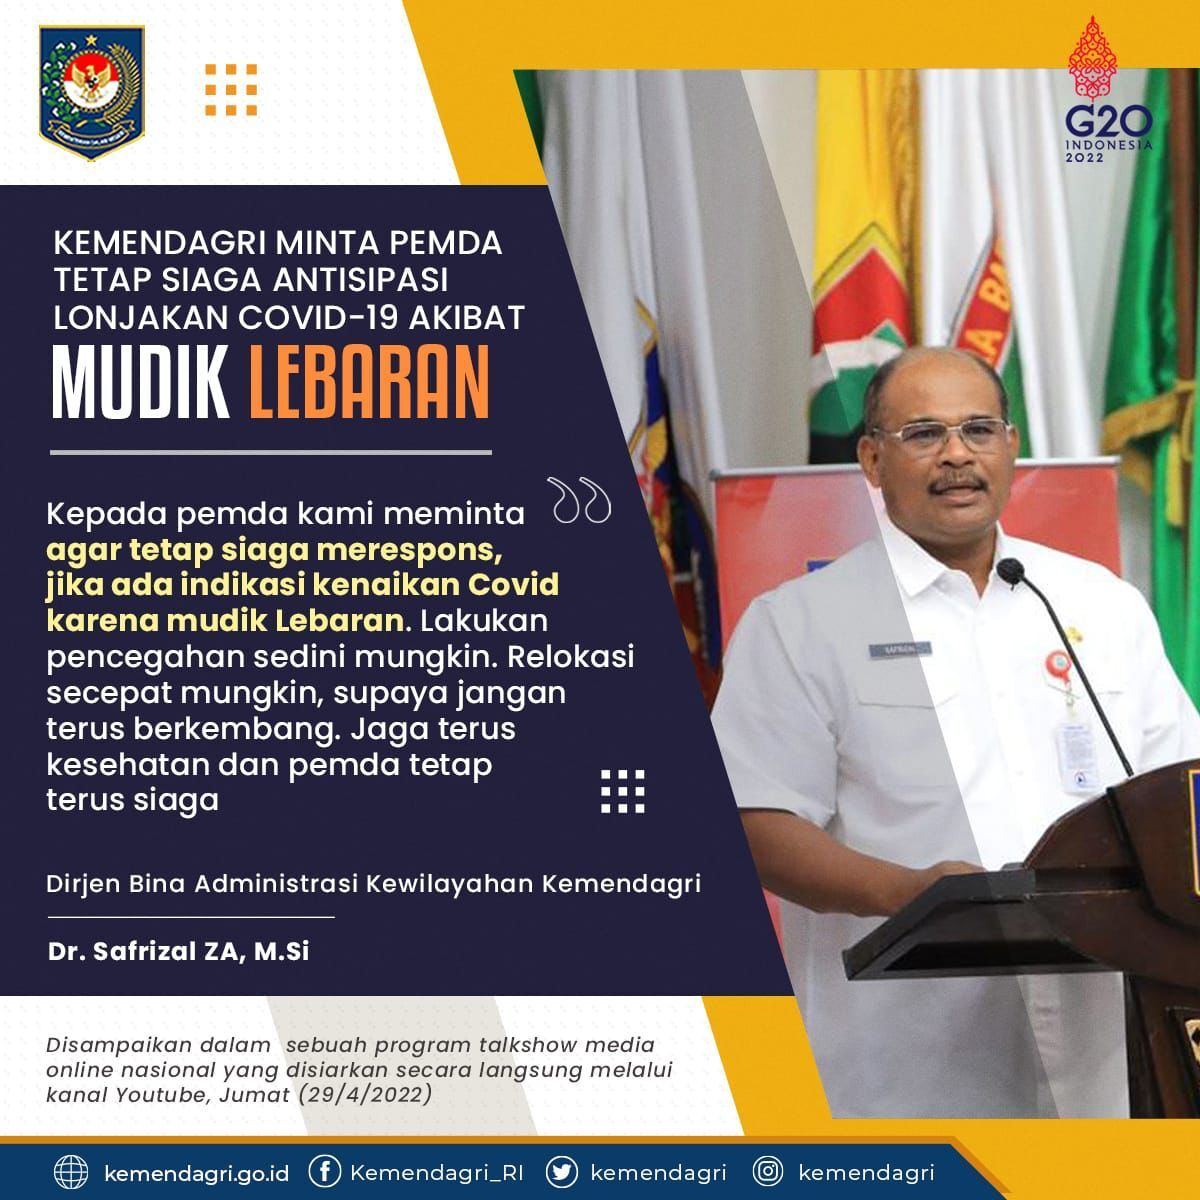 KEMENTERIAN DALAM NEGERI
G20
INDONESIA
2022
KEMENDAGRI MINTA PEMDA
TETAP SIAGA ANTISIPASI
LONJAKAN COVID-19 AKIBAT
MUDIK LEBARAN
Kepada pemda kami meminta
agar tetap siaga merespons,
jika ada indikasi kenaikan Covid
karena mudik Lebaran. Lakukan
pencegahan sedini mungkin. Relokasi
secepat mungkin, supaya jangan
terus berkembang. Jaga terus
kesehatan dan pemda tetap
terus siaga
Dirjen Bina Administrasi Kewilayahan Kemendagri
Dr. Safrizal ZA, M.Si
SAFRIZAL
Disampaikan dalam sebuah program talkshow media
online nasional yang disiarkan secara langsung melalui
kanal Youtube, Jumat (29/4/2022)
kemendagri.go.id Kemendagri_RI kemendagri kemendagri